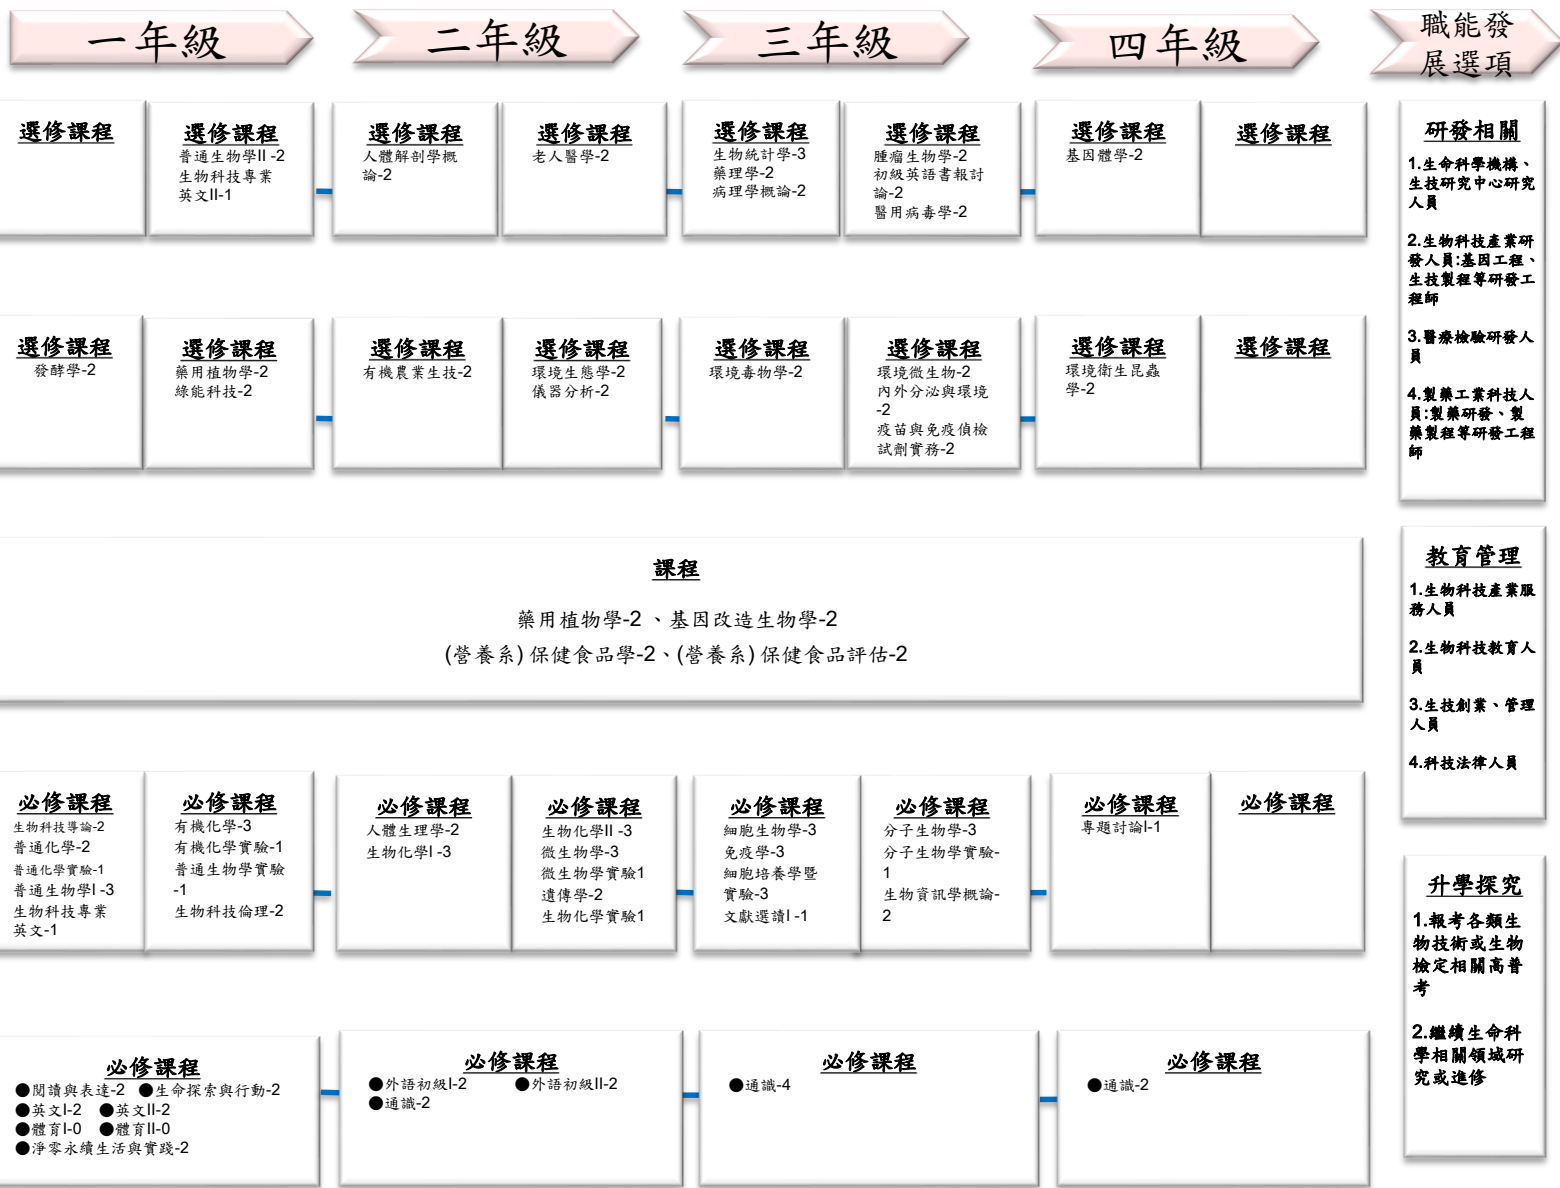 一年級
二年級
三年級
四年級
職能發
展選項
選修課程
選修課程
普通生物學II -2
生物科技專業
英文II-1
選修課程
人體解剖學概
論-2
選修課程
老人醫學-2
選修課程
生物統計學-3
藥理學-2
病理學概論-2
選修課程
腫瘤生物學-2
初級英語書報討
論-2
醫用病毒學-2
選修課程
基因體學-2
選修課程
選修課程
發酵學-2
選修課程
藥用植物學-2
綠能科技-2
選修課程
有機農業生技-2
選修課程
環境生態學-2
儀器分析-2
選修課程
環境毒物學-2
選修課程
環境微生物-2
內外分泌與環境
-2
疫苗與免疫偵檢
試劑實務-2
選修課程
環境衛生昆蟲
學-2
選修課程
課程
藥用植物學-2 、基因改造生物學-2
(營養系) 保健食品學-2、(營養系) 保健食品評估-2
必修課程
生物科技導論-2
普通化學-2
普通化學實驗-1
普通生物學I -3
生物科技專業
英文-1
必修課程
有機化學-3
有機化學實驗-1
普通生物學實驗
-1
生物科技倫理-2
必修課程
人體生理學-2
生物化學I -3
必修課程
生物化學II -3
微生物學-3
微生物學實驗1
遺傳學-2
生物化學實驗1
必修課程
細胞生物學-3
免疫學-3
細胞培養學暨
實驗-3
文獻選讀I -1
必修課程
分子生物學-3
分子生物學實驗-
1
生物資訊學概論-
2
必修課程
專題討論I-1
必修課程
必修課程
●閱讀與表達-2 ●生命探索與行動-2
●英文I-2 ●英文II-2
●體育I-0 ●體育II-0
●淨零永續生活與實踐-2
必修課程
●外語初級I-2 ●外語初級II-2
●通識-2
必修課程
●通識-4
必修課程
●通識-2
研發相關
1.生命科學機構、
生技研究中心研究
人員
2.生物科技產業研
發人員:基因工程、
生技製程等研發工
程師
3.醫療檢驗研發人
員
4.製藥工業科技人
員:製藥研發、製
藥製程等研發工程
師
教育管理
1.生物科技產業服
務人員
2.生物科技教育人
員
3.生技創業、管理
人員
4.科技法律人員
升學探究
1.報考各類生
物技術或生物
檢定相關高普
考
2.繼續生命科
學相關領域研
究或進修